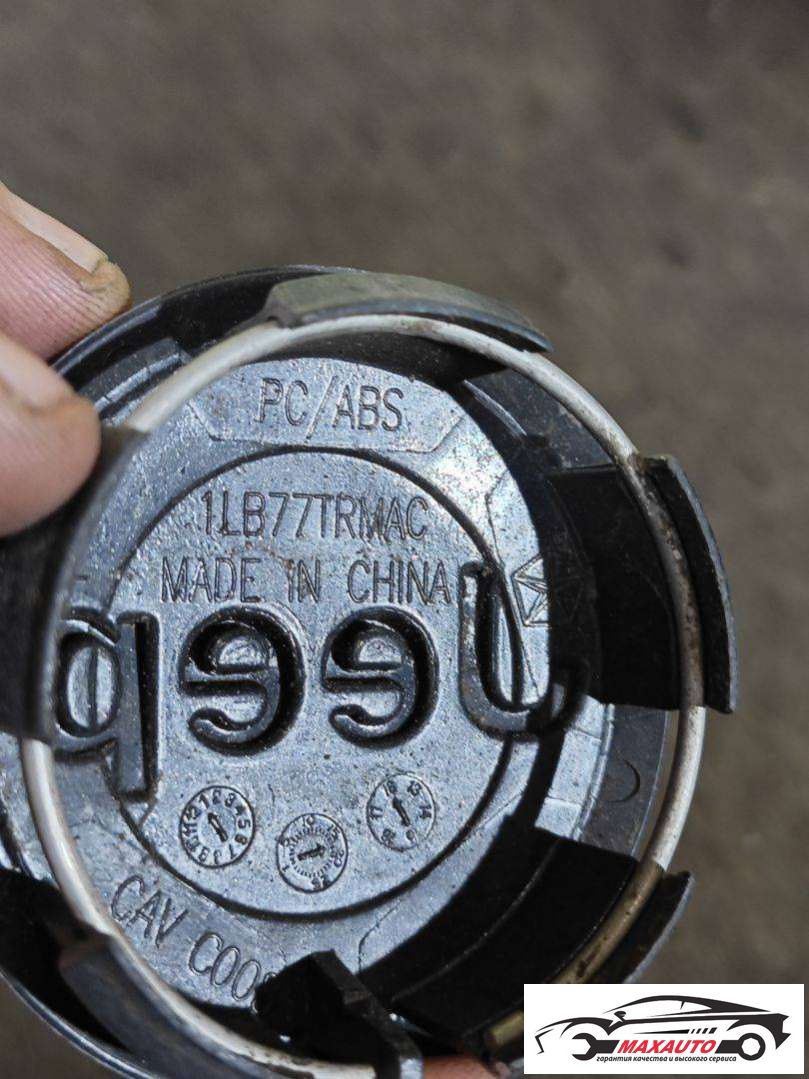 PC/ABS
1LB77TRMAC
MADE IN CHINA
Jeep
CAV
MAXAUTO
гарантия качества и высокого сервиса